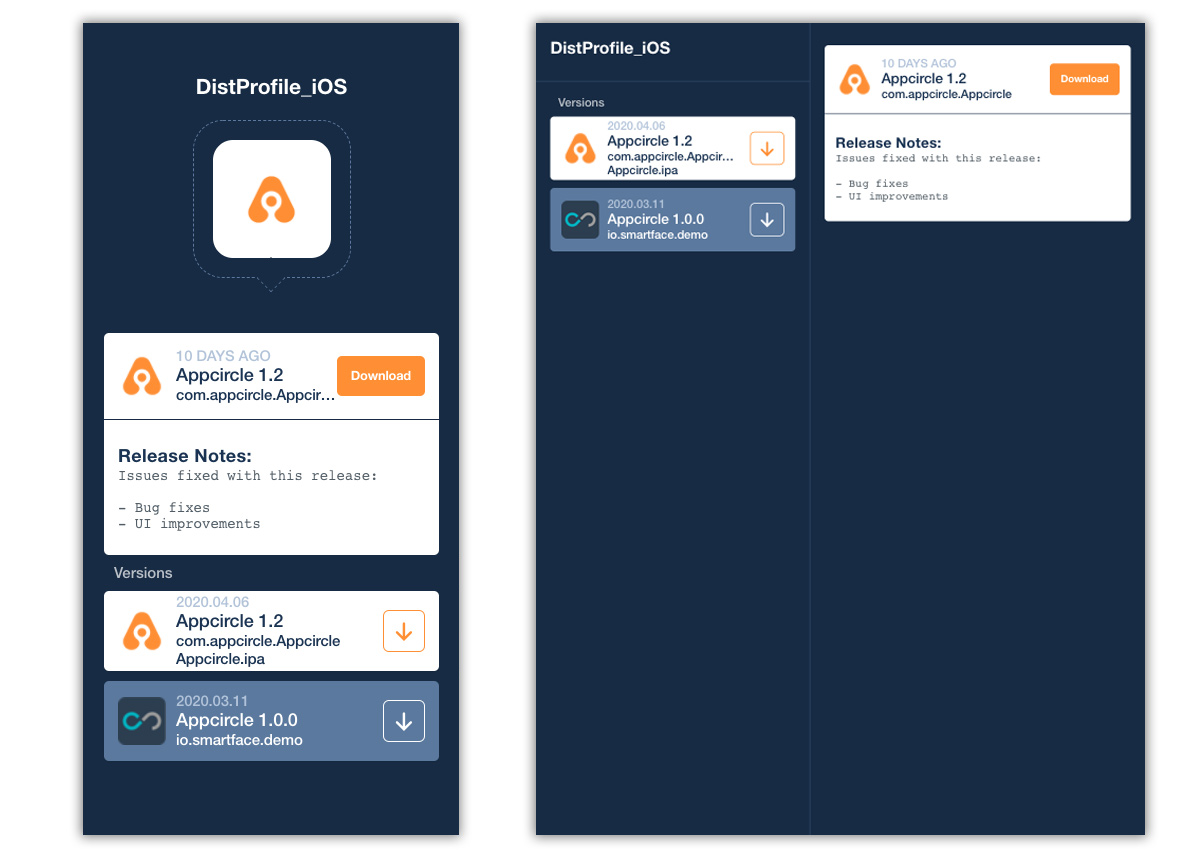 DistProfile_iOS
10 DAYS AGO
Appcircle 1.2
com.appcircle.Appcir...
Download
Release Notes:
Issues fixed with this release:
- Bug fixes
- UI improvements
Versions
2020.04.06
Appcircle 1.2
com.appcircle.Appcircle
Appcircle.ipa
2020.03.11
Appcircle 1.0.0
io.smartface.demo
DistProfile_iOS
Versions
2020.04.06
Appcircle 1.2
com.appcircle.Appcir...
Appcircle.ipa
2020.03.11
Appcircle 1.0.0
io.smartface.demo
10 DAYS AGO
Appcircle 1.2
com.appcircle.Appcircle
Download
Release Notes:
Issues fixed with this release:
- Bug fixes
- UI improvements